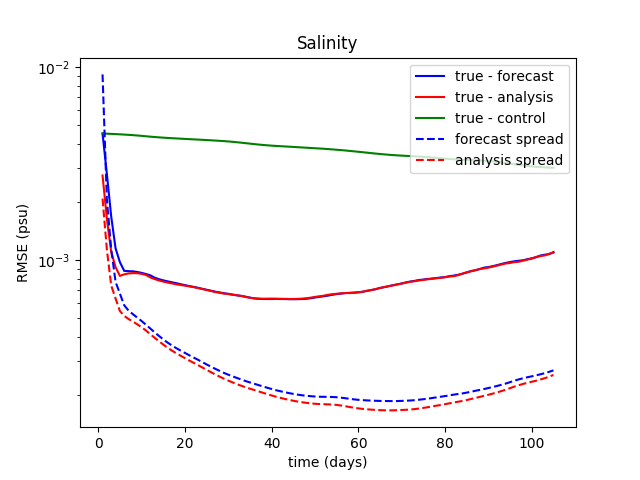 Salinity
RMSE (psu)
10⁻²
10⁻³
true - forecast
true - analysis
true - control
forecast spread
analysis spread
0 20 40 60 80 100
time (days)